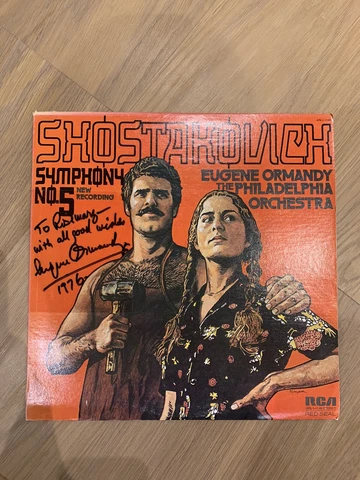 SHOSTAKOVICH
SYMPHONY
NO.5 NEW
RECORDING
EUGENE ORMANDY
THE PHILADELPHIA
ORCHESTRA
To
with all good wishes
Eugene Ormandy
1976
RCA
RED SEAL